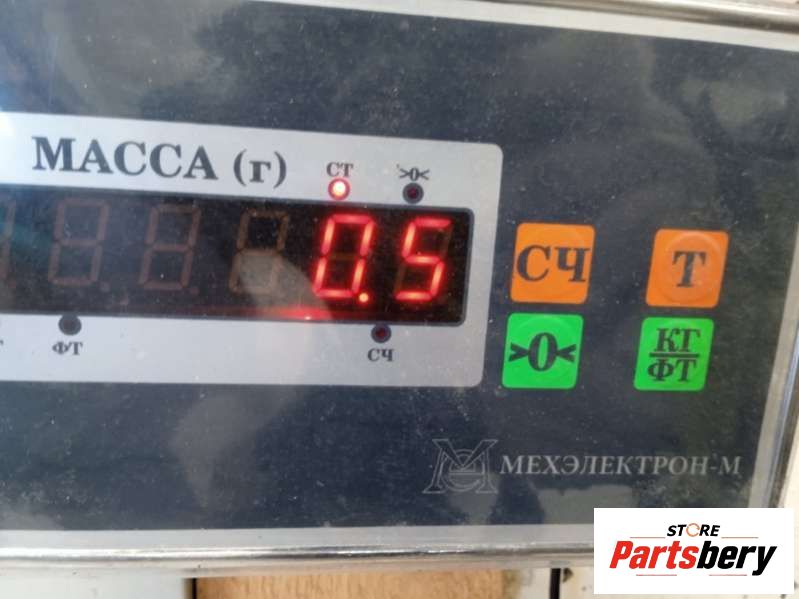 МАССА (г)
СТ
>0<
0.5
ФТ
СЧ
СЧ
Т
>0<
КГ
ФТ
МЕХЭЛЕКТРОН-М
STORE
Partsbery